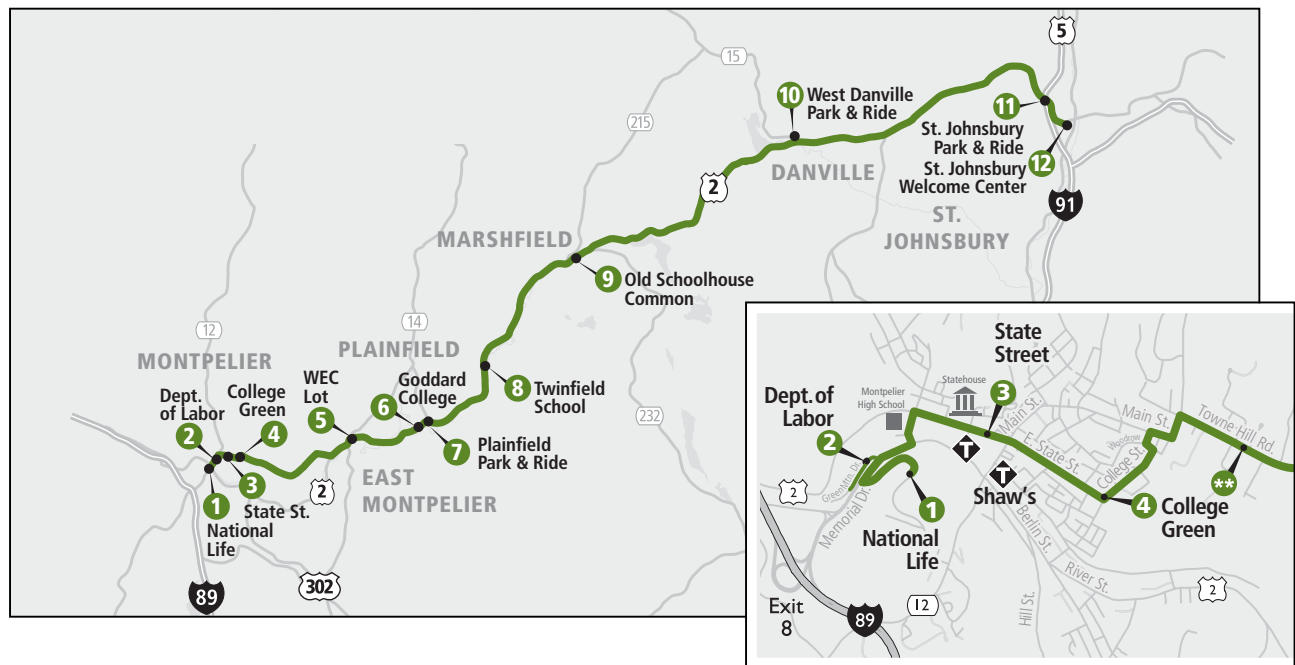 5
15
10
West Danville
Park & Ride
11
215
St. Johnsbury
Park & Ride
12
St. Johnsbury
Welcome Center
DANVILLE
2
91
ST.
JOHNSBURY
MARSHFIELD
9
Old Schoolhouse
Common
14
12
PLAINFIELD
MONTPELIER
WEC
Lot
Goddard
College
8
Twinfield
School
Dept.
of Labor
College
Green
6
5
232
2
4
7
Plainfield
Park & Ride
EAST
MONTPELIER
2
1
3
State St.
National
Life
302
89
State
Street
Dept. of
Labor
Montpelier
High School
Statehouse
3
Main St.
Main St.
Towne Hill Rd.
Woodrow
2
E. State St.
College St.
T
T
**
GreenMtn. Dr.
2
Shaw's
1
4
College
Green
Memorial Dr.
National
Life
Berlin St.
River St.
2
Hill St.
Exit
8
89
12